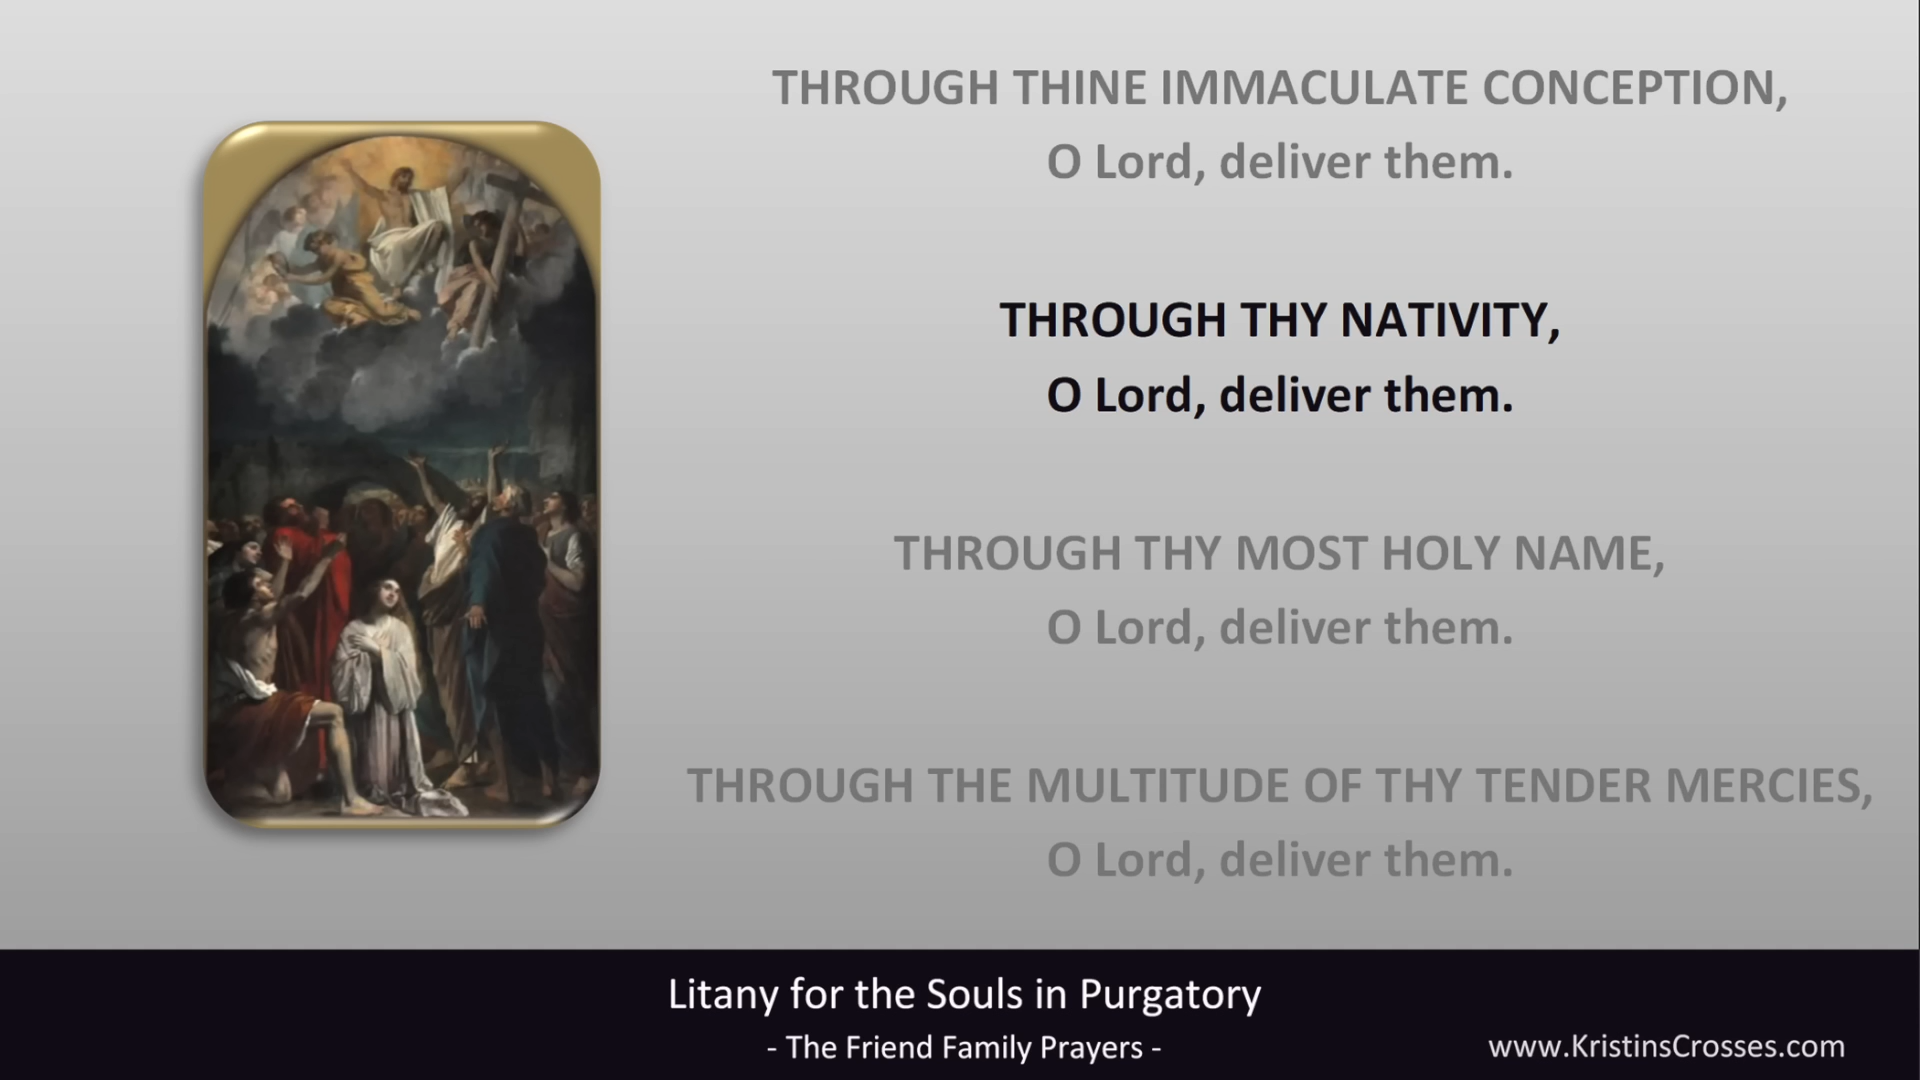 THROUGH THINE IMMACULATE CONCEPTION,
O Lord, deliver them.
THROUGH THY NATIVITY,
O Lord, deliver them.
THROUGH THY MOST HOLY NAME,
O Lord, deliver them.
THROUGH THE MULTITUDE OF THY TENDER MERCIES,
O Lord, deliver them.
Litany for the Souls in Purgatory
- The Friend Family Prayers -
www.KristinsCrosses.com